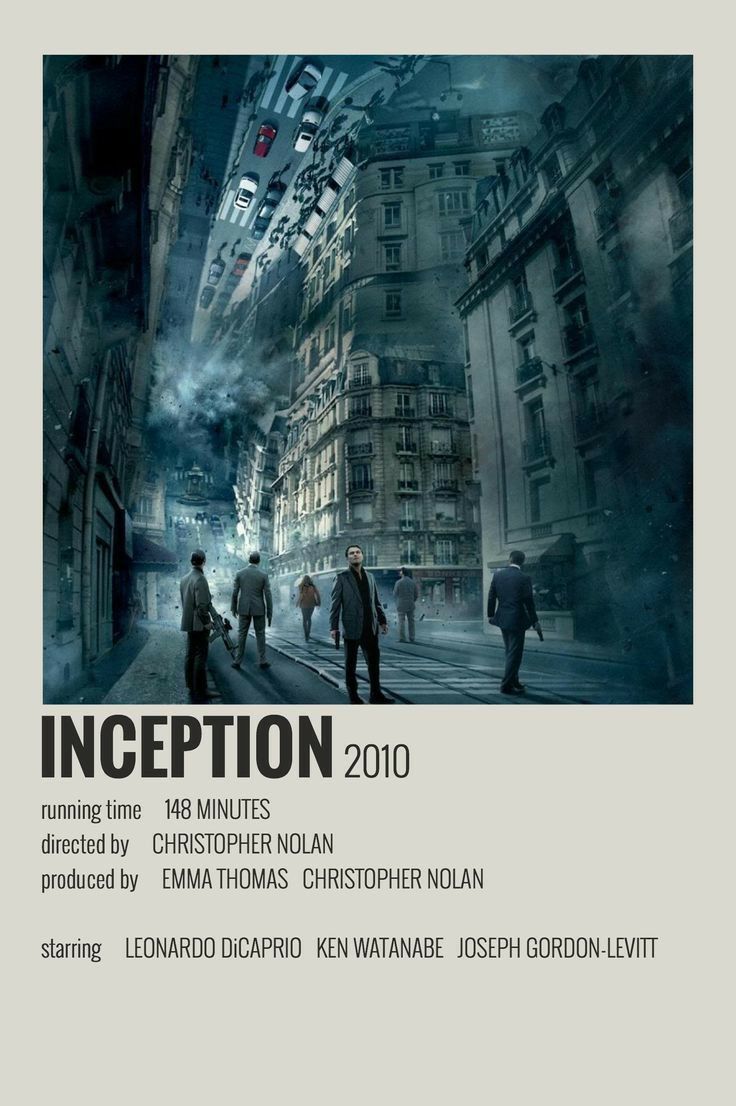 INCEPTION 2010
running time 148 MINUTES
directed by CHRISTOPHER NOLAN
produced by EMMA THOMAS CHRISTOPHER NOLAN
starring LEONARDO DiCAPRIO KEN WATANABE JOSEPH GORDON-LEVITT